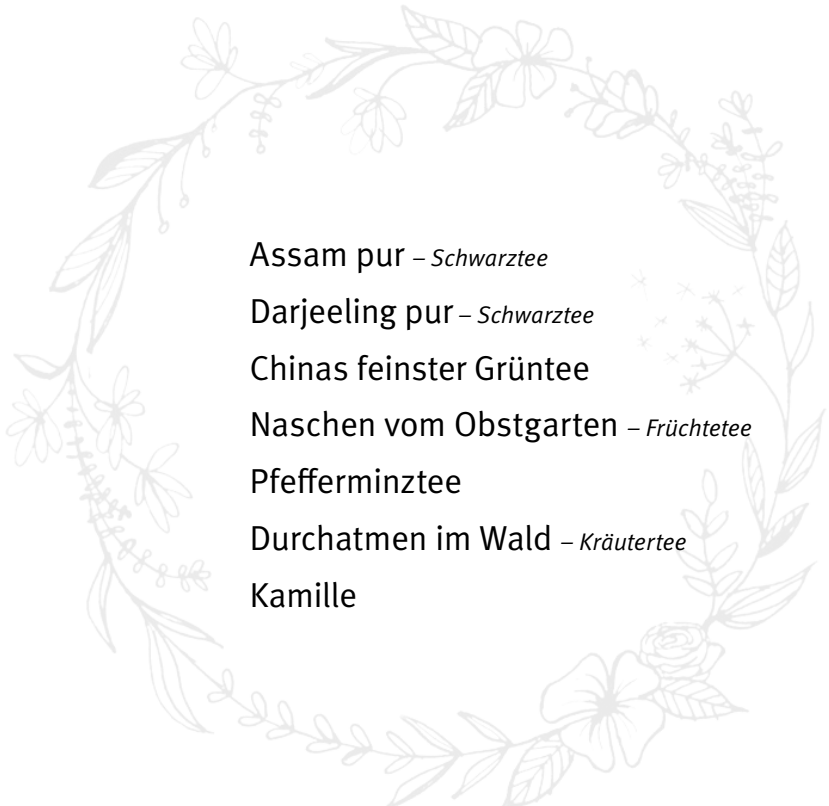 Assam pur – Schwarztee
Darjeeling pur – Schwarztee
Chinas feinster Grüntee
Naschen vom Obstgarten – Früchtetee
Pfefferminztee
Durchatmen im Wald – Kräutertee
Kamille